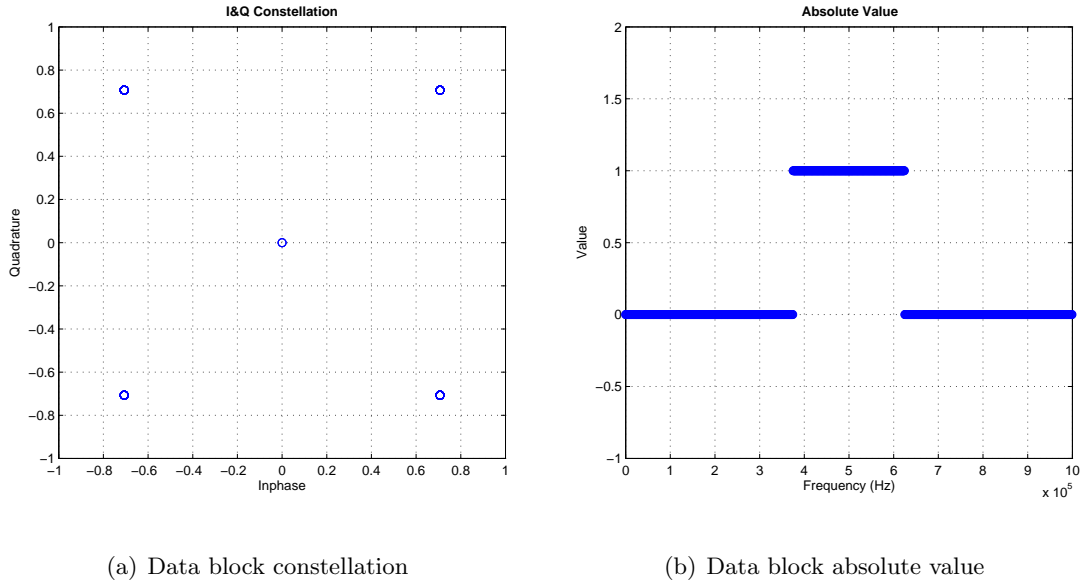 I&Q Constellation
1
0.8
0.6
0.4
0.2
0
−0.2
−0.4
−0.6
−0.8
−1
−1 −0.8 −0.6 −0.4 −0.2 0 0.2 0.4 0.6 0.8 1
Quadrature
Inphase
(a) Data block constellation
Absolute Value
2
1.5
1
0.5
0
−0.5
−1
0 1 2 3 4 5 6 7 8 9 10
x 10^5
Value
Frequency (Hz)
(b) Data block absolute value